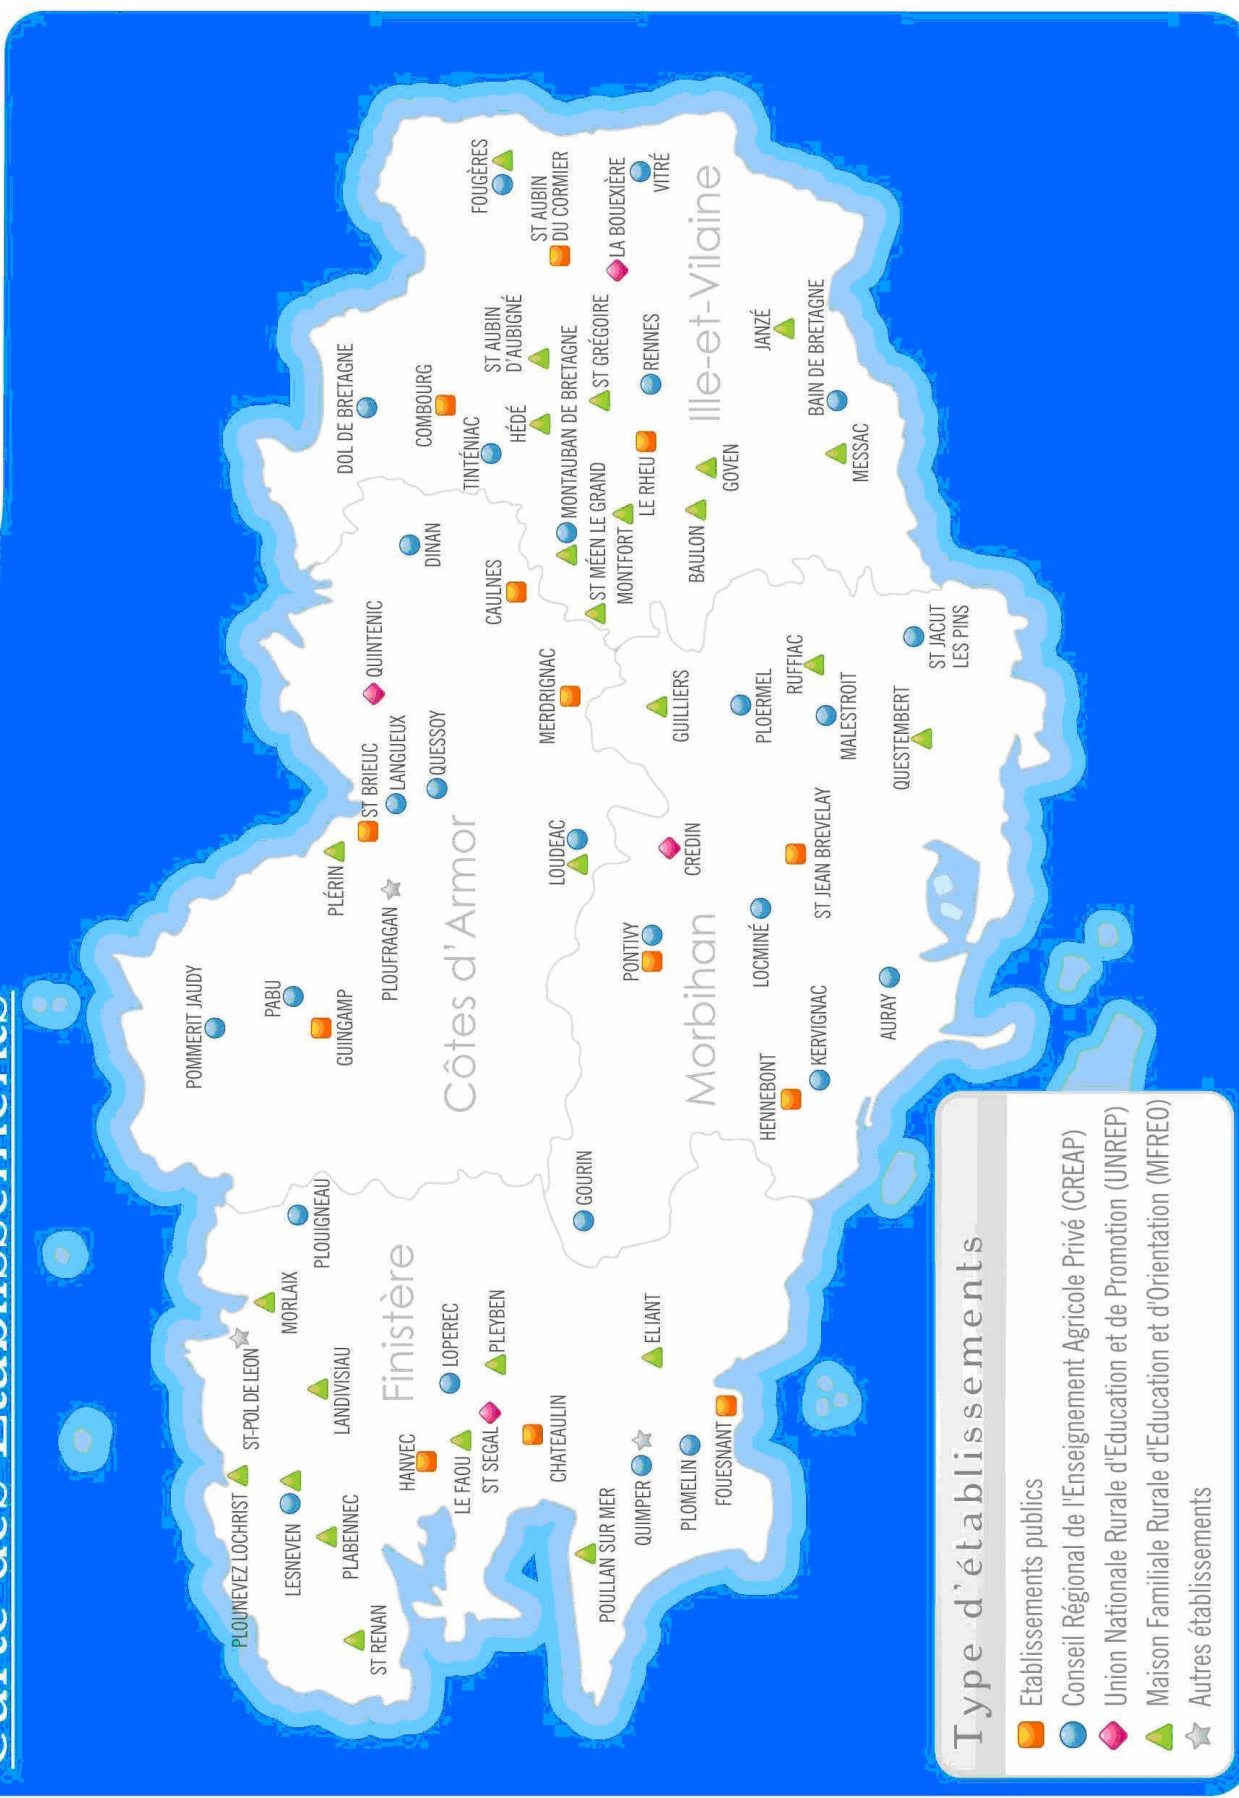 Carte des Etablissements
PLOUNEVEZ LOCHRIST
ST-POL DE LEON
MORLAIX
LESNEVEN
PLOUIGNEAU
LANDIVISIAU
PLABENNEC
ST RENAN
Finistère
HANVEC
LOPEREC
LE FAOU
ST SEGAL
PLEYBEN
CHATEAULIN
POULLAN SUR MER
QUIMPER
ELIANT
PLOMELIN
FOUESNANT
POMMERIT JAUDY
PABU
GUINGAMP
PLÉRIN
ST BRIEUC
LANGUEUX
PLOUFRAGAN
QUESSOY
QUINTENIC
DINAN
Côtes d'Armor
CAULNES
MERDRIGNAC
LOUDEAC
GOURIN
PONTIVY
CREDIN
GUILLIERS
Morbihan
PLOERMEL
LOCMINÉ
RUFFIAC
MALESTROIT
ST JEAN BREVELAY
HENNEBONT
KERVIGNAC
AURAY
QUESTEMBERT
ST JACUT
LES PINS
DOL DE BRETAGNE
COMBOURG
TINTÉNIAC
HÉDÉ
ST AUBIN
D'AUBIGNÉ
FOUGÈRES
ST AUBIN
DU CORMIER
MONTAUBAN DE BRETAGNE
ST MÉEN LE GRAND
ST GRÉGOIRE
LA BOUEXIÈRE
MONTFORT
LE RHEU
RENNES
VITRÉ
Ille-et-Vilaine
BAULON
GOVEN
JANZÉ
BAIN DE BRETAGNE
MESSAC
Type d'établissements
Etablissements publics
Conseil Régional de l'Enseignement Agricole Privé (CREAP)
Union Nationale Rurale d'Education et de Promotion (UNREP)
Maison Familiale Rurale d'Education et d'Orientation (MFREO)
Autres établissements